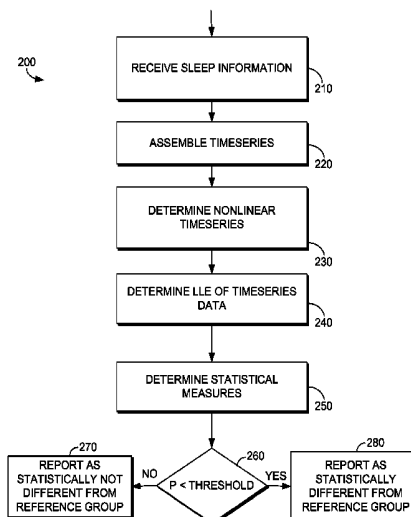 200
RECEIVE SLEEP INFORMATION
210
ASSEMBLE TIMESERIES
220
DETERMINE NONLINEAR
TIMESERIES
230
DETERMINE LLE OF TIMESERIES
DATA
240
DETERMINE STATISTICAL
MEASURES
250
270
REPORT AS
STATISTICALLY NOT
DIFFERENT FROM
REFERENCE GROUP
NO
260
P < THRESHOLD
YES
280
REPORT AS
STATISTICALLY
DIFFERENT FROM
REFERENCE GROUP